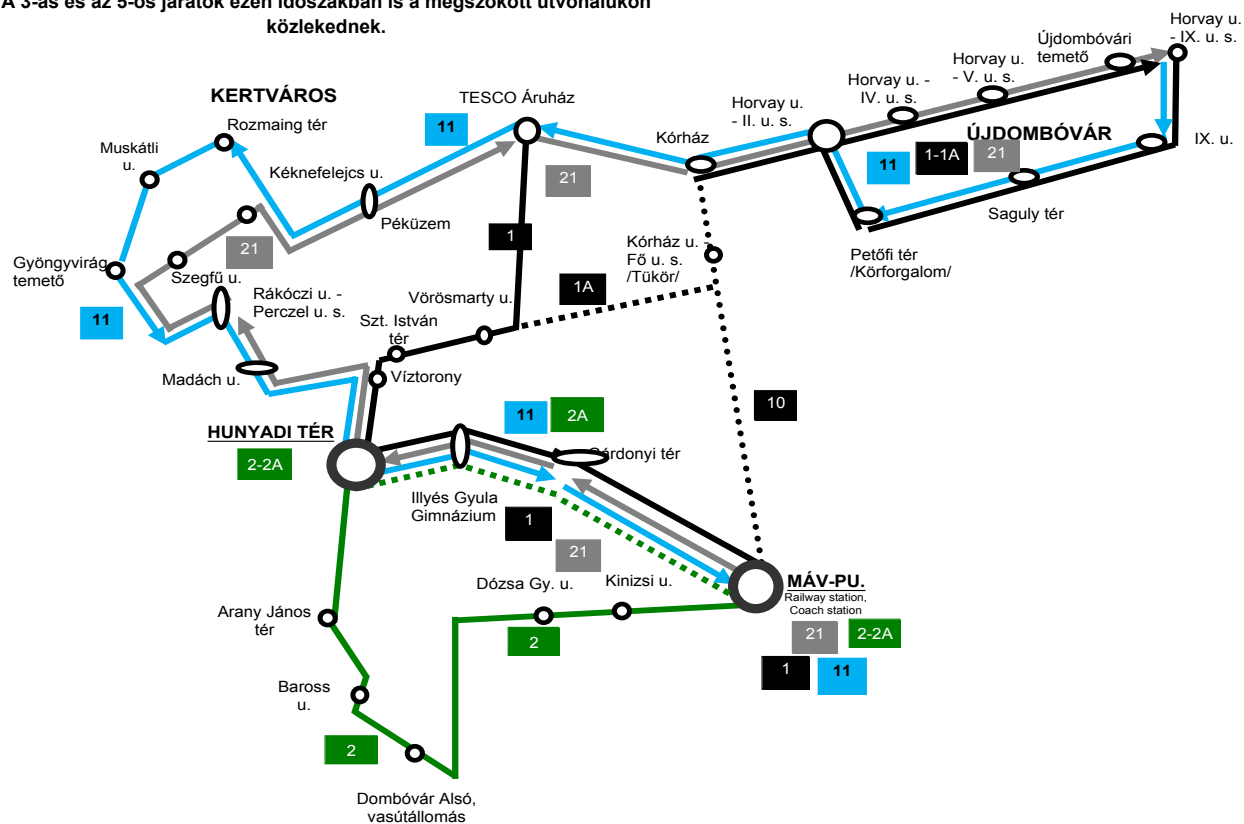 A 3-as és az 5-ös járatok ezen időszakban is a megszokott útvonalukon
közlekednek.
Horvay u.
- IX. u. s.
Újdombóvári
temető
Horvay u.
- V. u. s.
Horvay u. -
IV. u. s.
KERTVÁROS
TESCO Áruház
Horvay u.
- II. u. s.
Rozmaing tér
11
Kórház
ÚJDOMBÓVÁR
IX. u.
Muskátli
u.
Kéknefelejcs u.
11
1-1A
21
21
Saguly tér
Péküzem
1
Kórház u. -
Fő u. s.
/Tükör/
Petőfi tér
/Körforgalom/
21
Gyöngyvirág
temető
Szegfű u.
Rákóczi u. -
Perczel u. s.
1A
Vörösmarty u.
11
Szt. István
tér
Madách u.
Víztorony
10
11
2A
HUNYADI TÉR
2-2A
Gárdonyi tér
Illyés Gyula
Gimnázium
1
21
Dózsa Gy. u.
Kinizsi u.
MÁV-PU.
Railway station,
Coach station
Arany János
tér
2
21
2-2A
1
11
Baross
u.
2
Dombóvár Alsó,
vasútállomás